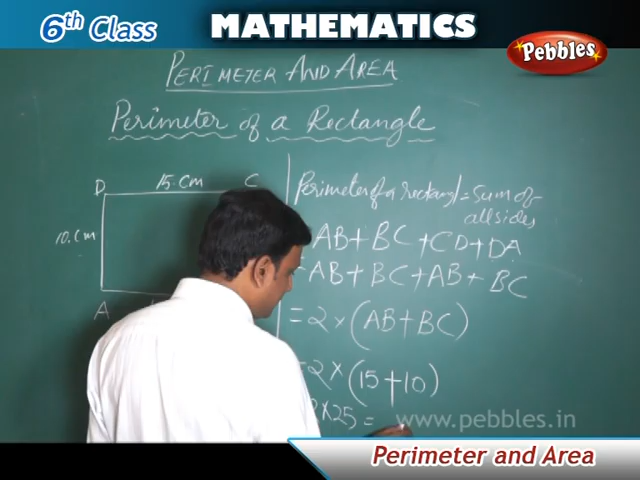 6th Class MATHEMATICS
Pebbles
PERIMETER AND AREA
Perimeter of a Rectangle
D 15.Cm C
10.Cm
A
Perimeter of a rectangl = Sum of
all sides
AB + BC + CD + DA
= AB + BC + AB + BC
= 2 × (AB + BC)
= 2 × (15 + 10)
2 × 25 =
www.pebbles.in
Perimeter and Area